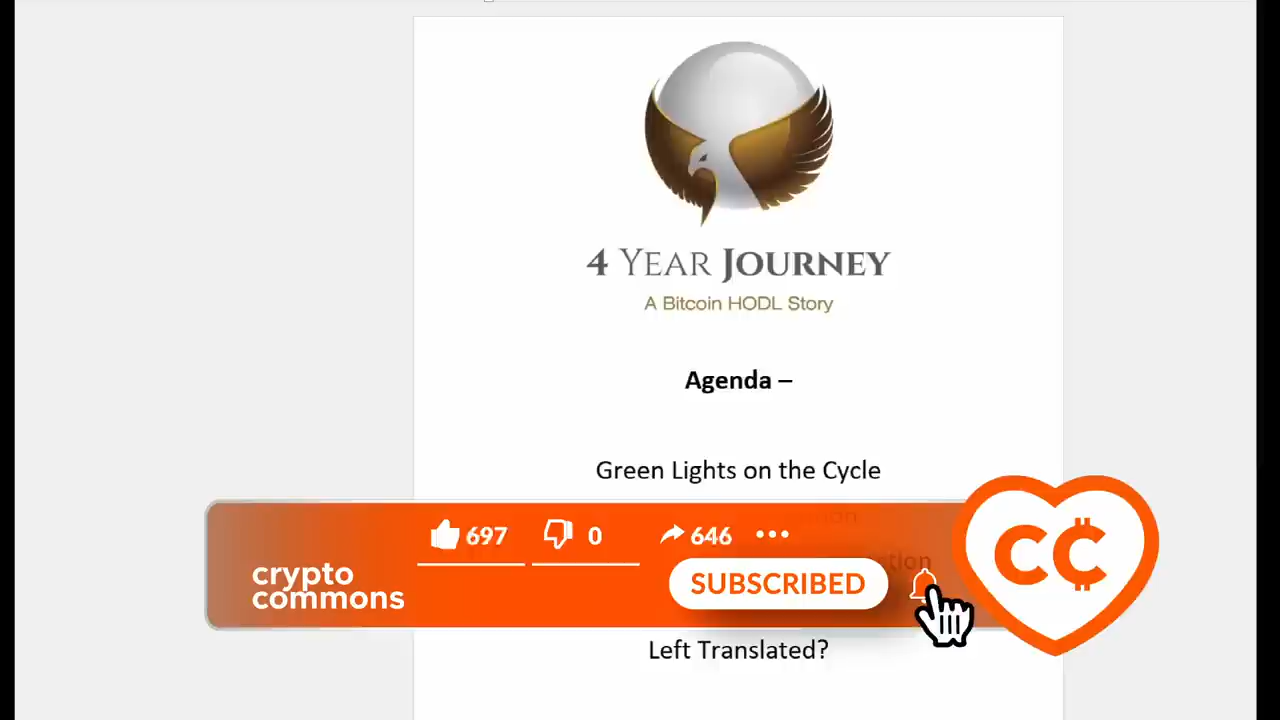 4 YEAR JOURNEY
A Bitcoin HODL Story
Agenda –
Green Lights on the Cycle
697 0 646
crypto
commons
SUBSCRIBED
CC
Left Translated?